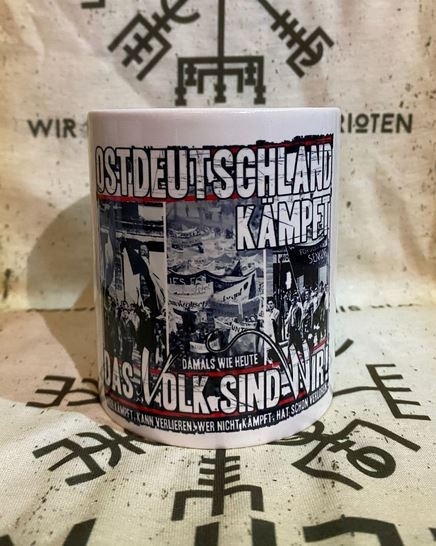 WIR
RIOTEN
OSTDEUTSCHLAND
KÄMPFT
DAMALS WIE HEUTE
DAS VOLK SIND WIR!
KÄMPFT, KANN VERLIEREN, WER NICHT KÄMPFT, HAT SCHON